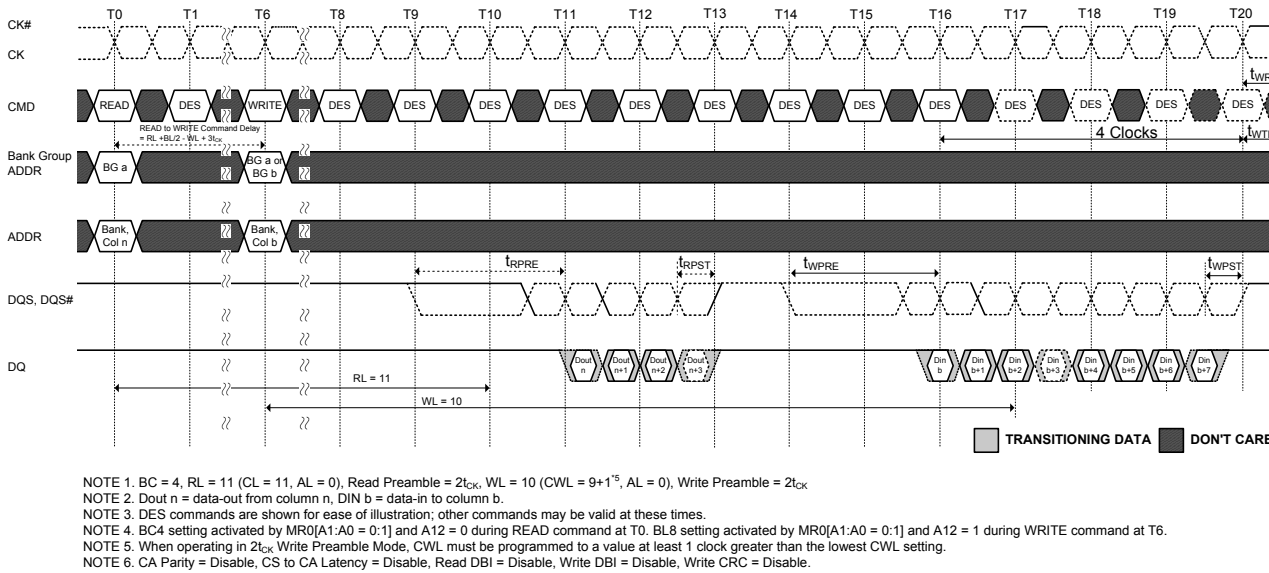 T0 T1 T6 T8 T9 T10 T11 T12 T13 T14 T15 T16 T17 T18 T19 T20
CK#
CK
tWR
CMD READ DES WRITE DES DES DES DES DES DES DES DES DES DES DES DES DES
READ to WRITE Command Delay
= RL +BL/2 - WL + 3tCK
4 Clocks
Bank Group
ADDR
BG a
BG a or
BG b
ADDR
Bank,
Col n
Bank,
Col b
tRPRE tRPST tWPRE tWPST
DQS, DQS#
DQ
Dout
n
Dout
n+1
Dout
n+2
Dout
n+3
Din
b
Din
b+1
Din
b+2
Din
b+3
Din
b+4
Din
b+5
Din
b+6
Din
b+7
RL = 11
WL = 10
TRANSITIONING DATA DON'T CARE
NOTE 1. BC = 4, RL = 11 (CL = 11, AL = 0), Read Preamble = 2tCK, WL = 10 (CWL = 9+1*5, AL = 0), Write Preamble = 2tCK
NOTE 2. Dout n = data-out from column n, DIN b = data-in to column b.
NOTE 3. DES commands are shown for ease of illustration; other commands may be valid at these times.
NOTE 4. BC4 setting activated by MR0[A1:A0 = 0:1] and A12 = 0 during READ command at T0. BL8 setting activated by MR0[A1:A0 = 0:1] and A12 = 1 during WRITE command at T6.
NOTE 5. When operating in 2tCK Write Preamble Mode, CWL must be programmed to a value at least 1 clock greater than the lowest CWL setting.
NOTE 6. CA Parity = Disable, CS to CA Latency = Disable, Read DBI = Disable, Write DBI = Disable, Write CRC = Disable.